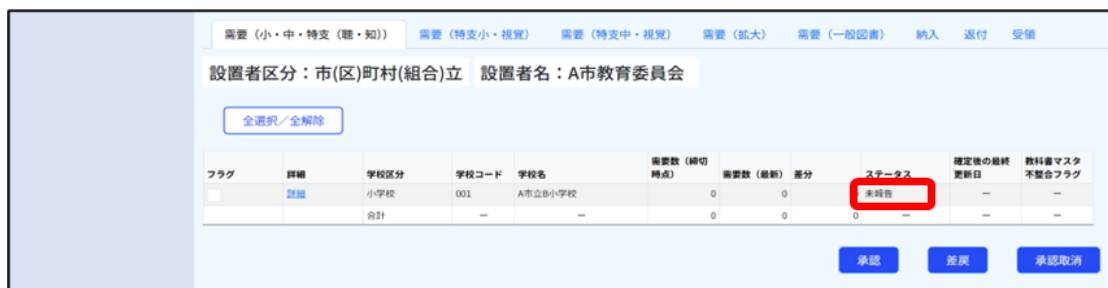 需要（小・中・特支（聴・知）） 需要（特支小・視覚） 需要（特支中・視覚） 需要（拡大） 需要（一般図書） 納入 返付 受領
設置者区分：市(区)町村(組合)立 設置者名：A市教育委員会
全選択／全解除
フラグ 詳細 学校区分 学校コード 学校名 需要数（締切時点） 需要数（最新） 差分 ステータス 確定後の最終更新日 教科書マスタ不整合フラグ
詳細 小学校 001 A市立B小学校 0 0 0 未報告 ー ー
合計 ー ー 0 0 0 ー ー ー
承認 差戻 承認取消